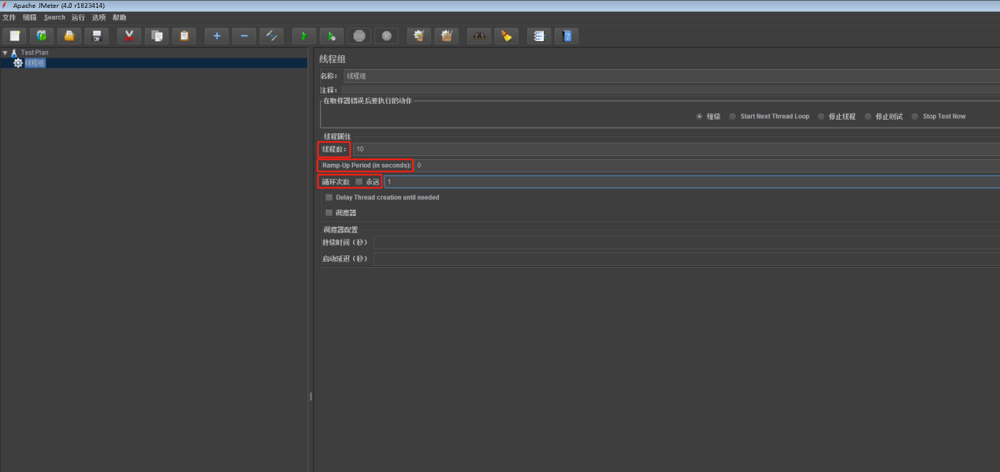 Apache JMeter (4.0 r1823414)
文件 编辑 Search 运行 选项 帮助
Test Plan
线程组
线程组
名称： 线程组
注释：
在取样器错误后要执行的动作
继续 Start Next Thread Loop 停止线程 停止测试 Stop Test Now
线程属性
线程数： 10
Ramp-Up Period (in seconds): 0
循环次数 永远 1
Delay Thread creation until needed
调度器
调度器配置
持续时间（秒）
启动延迟（秒）